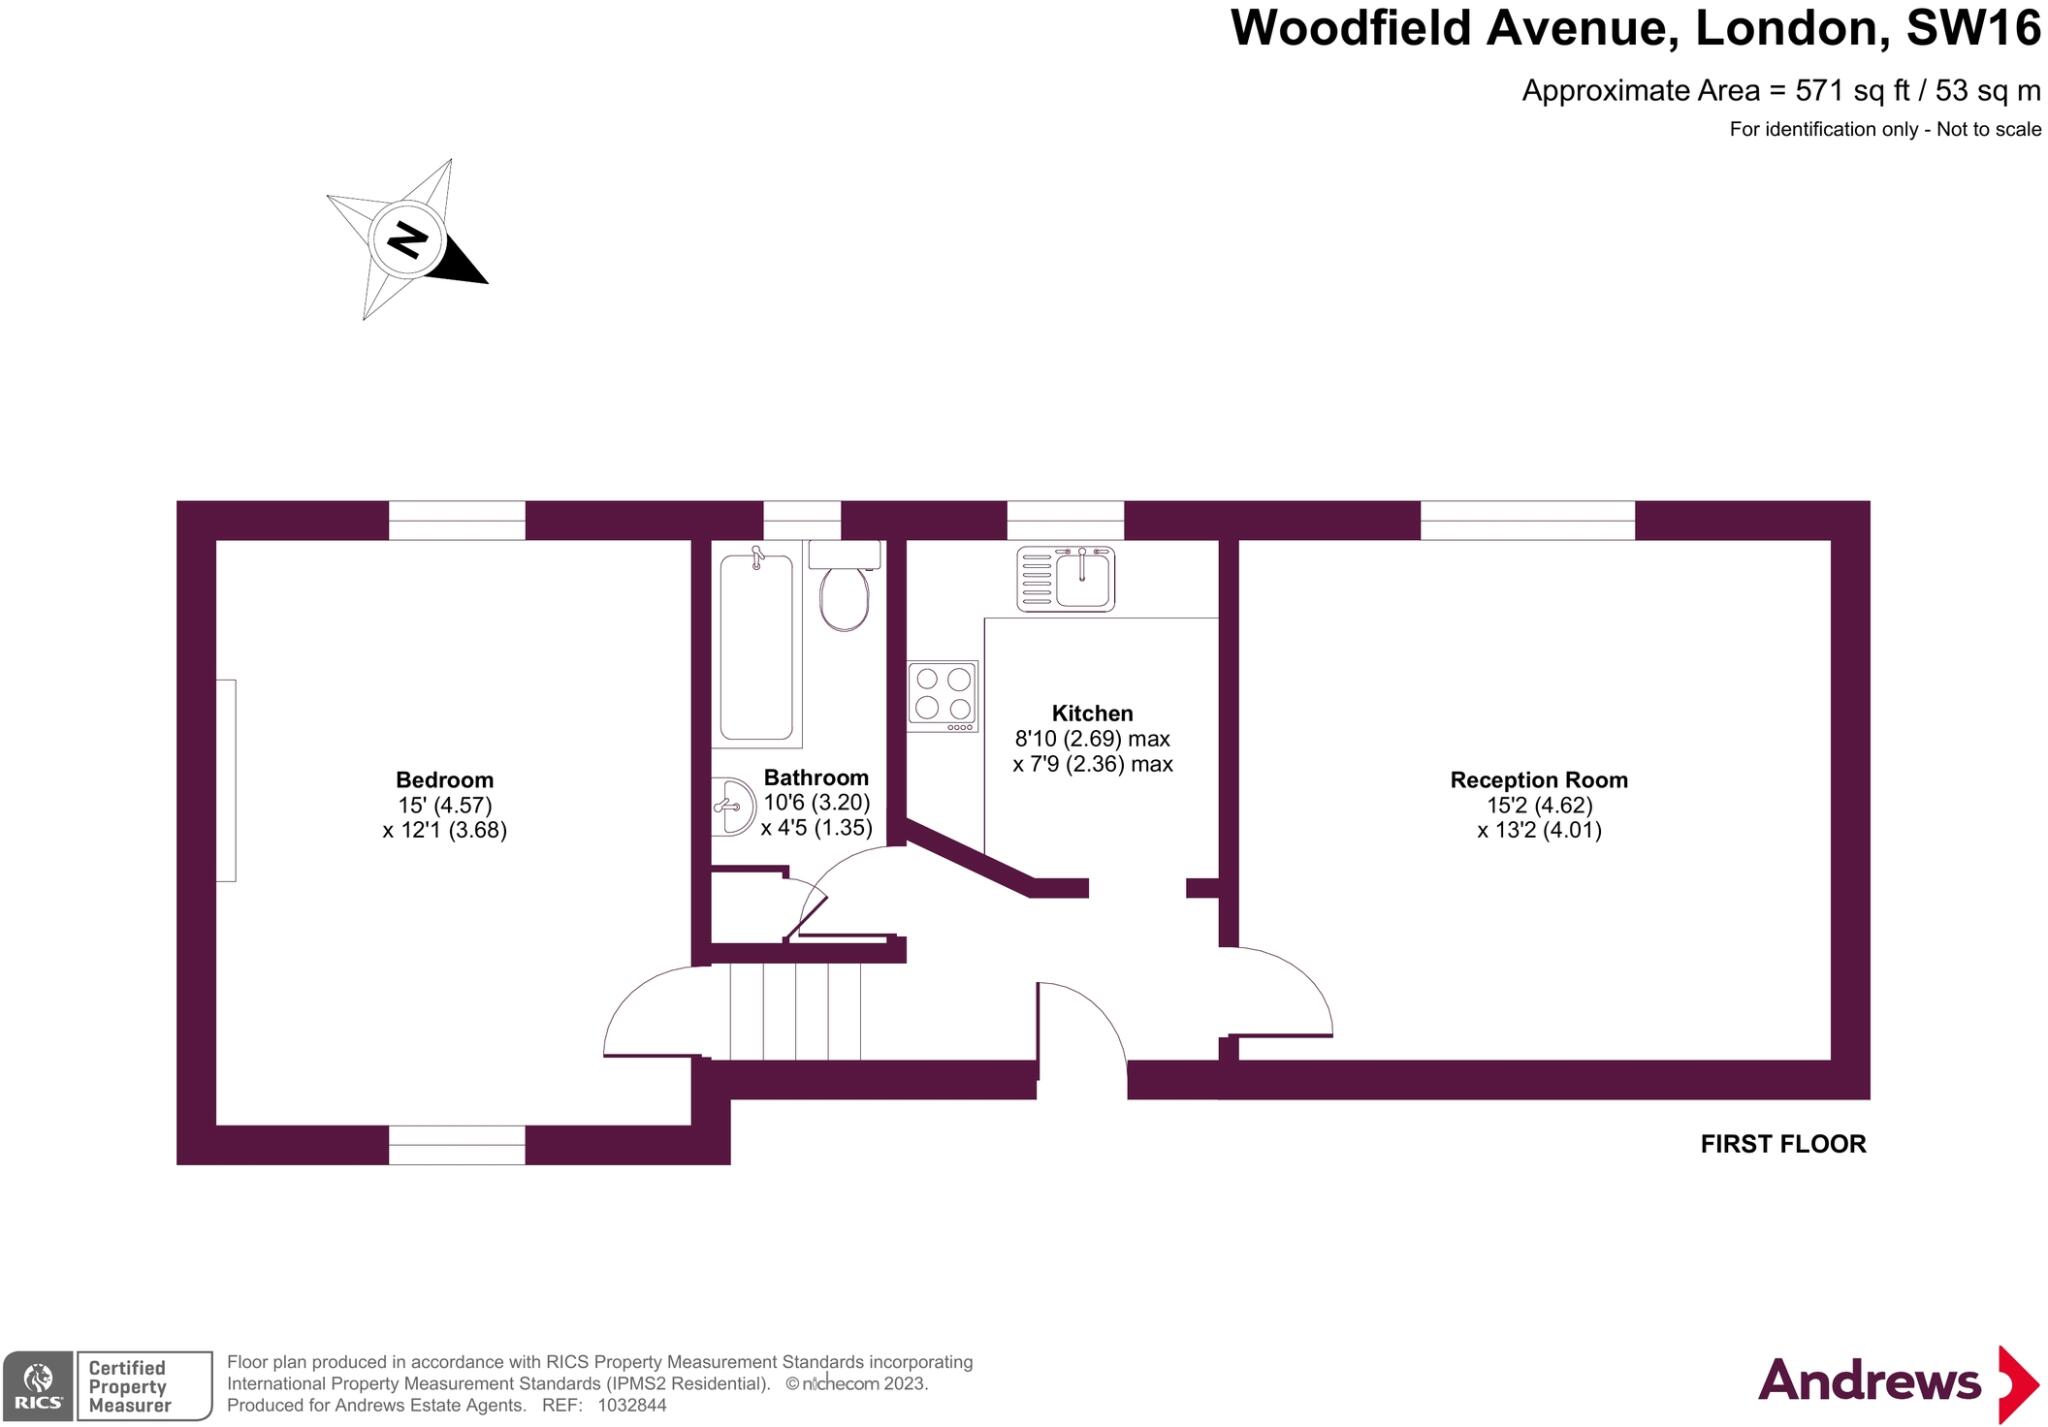 Woodfield Avenue, London, SW16
Approximate Area = 571 sq ft / 53 sq m
For identification only - Not to scale
N
Kitchen
8'10 (2.69) max
x 7'9 (2.36) max
Bathroom
10'6 (3.20)
x 4'5 (1.35)
Bedroom
15' (4.57)
x 12'1 (3.68)
Reception Room
15'2 (4.62)
x 13'2 (4.01)
FIRST FLOOR
RICS
Certified
Property
Measurer
Floor plan produced in accordance with RICS Property Measurement Standards incorporating
International Property Measurement Standards (IPMS2 Residential). © nichecom 2023.
Produced for Andrews Estate Agents. REF: 1032844
Andrews